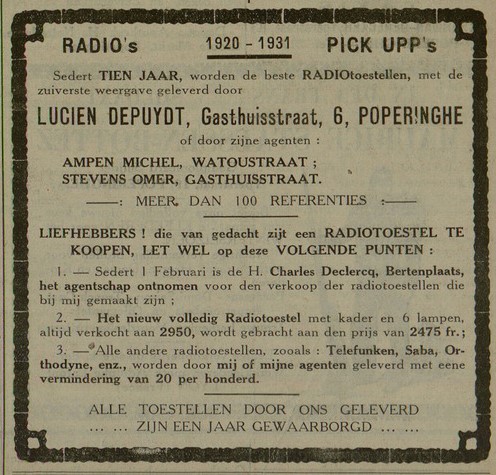 RADIO's 1920 - 1931 PICK UPP's
Sedert TIEN JAAR, worden de beste RADIOtoestellen, met de
zuiverste weergave geleverd door
LUCIEN DEPUYDT, Gasthuisstraat, 6, POPERINGHE
of door zijne agenten :
AMPEN MICHEL, WATOUSTRAAT ;
STEVENS OMER, GASTHUISSTRAAT.
—: MEER DAN 100 REFERENTIES :—
LIEFHEBBERS ! die van gedacht zijt een RADIOTOESTEL TE
KOOPEN, LET WEL op deze VOLGENDE PUNTEN :
1. — Sedert 1 Februari is de H. Charles Declercq, Bertenplaats,
het agentschap ontnomen voor den verkoop der radiotoestellen die
bij mij gemaakt zijn ;
2. — Het nieuw volledig Radiotoestel met kader en 6 lampen,
altijd verkocht aan 2950, wordt gebracht aan den prijs van 2475 fr. ;
3. — Alle andere radiotoestellen, zooals : Telefunken, Saba, Or-
thodyne, enz., worden door mij of mijne agenten geleverd met eene
vermindering van 20 per honderd.
ALLE TOESTELLEN DOOR ONS GELEVERD
... ... ZIJN EEN JAAR GEWAARBORGD ... ...